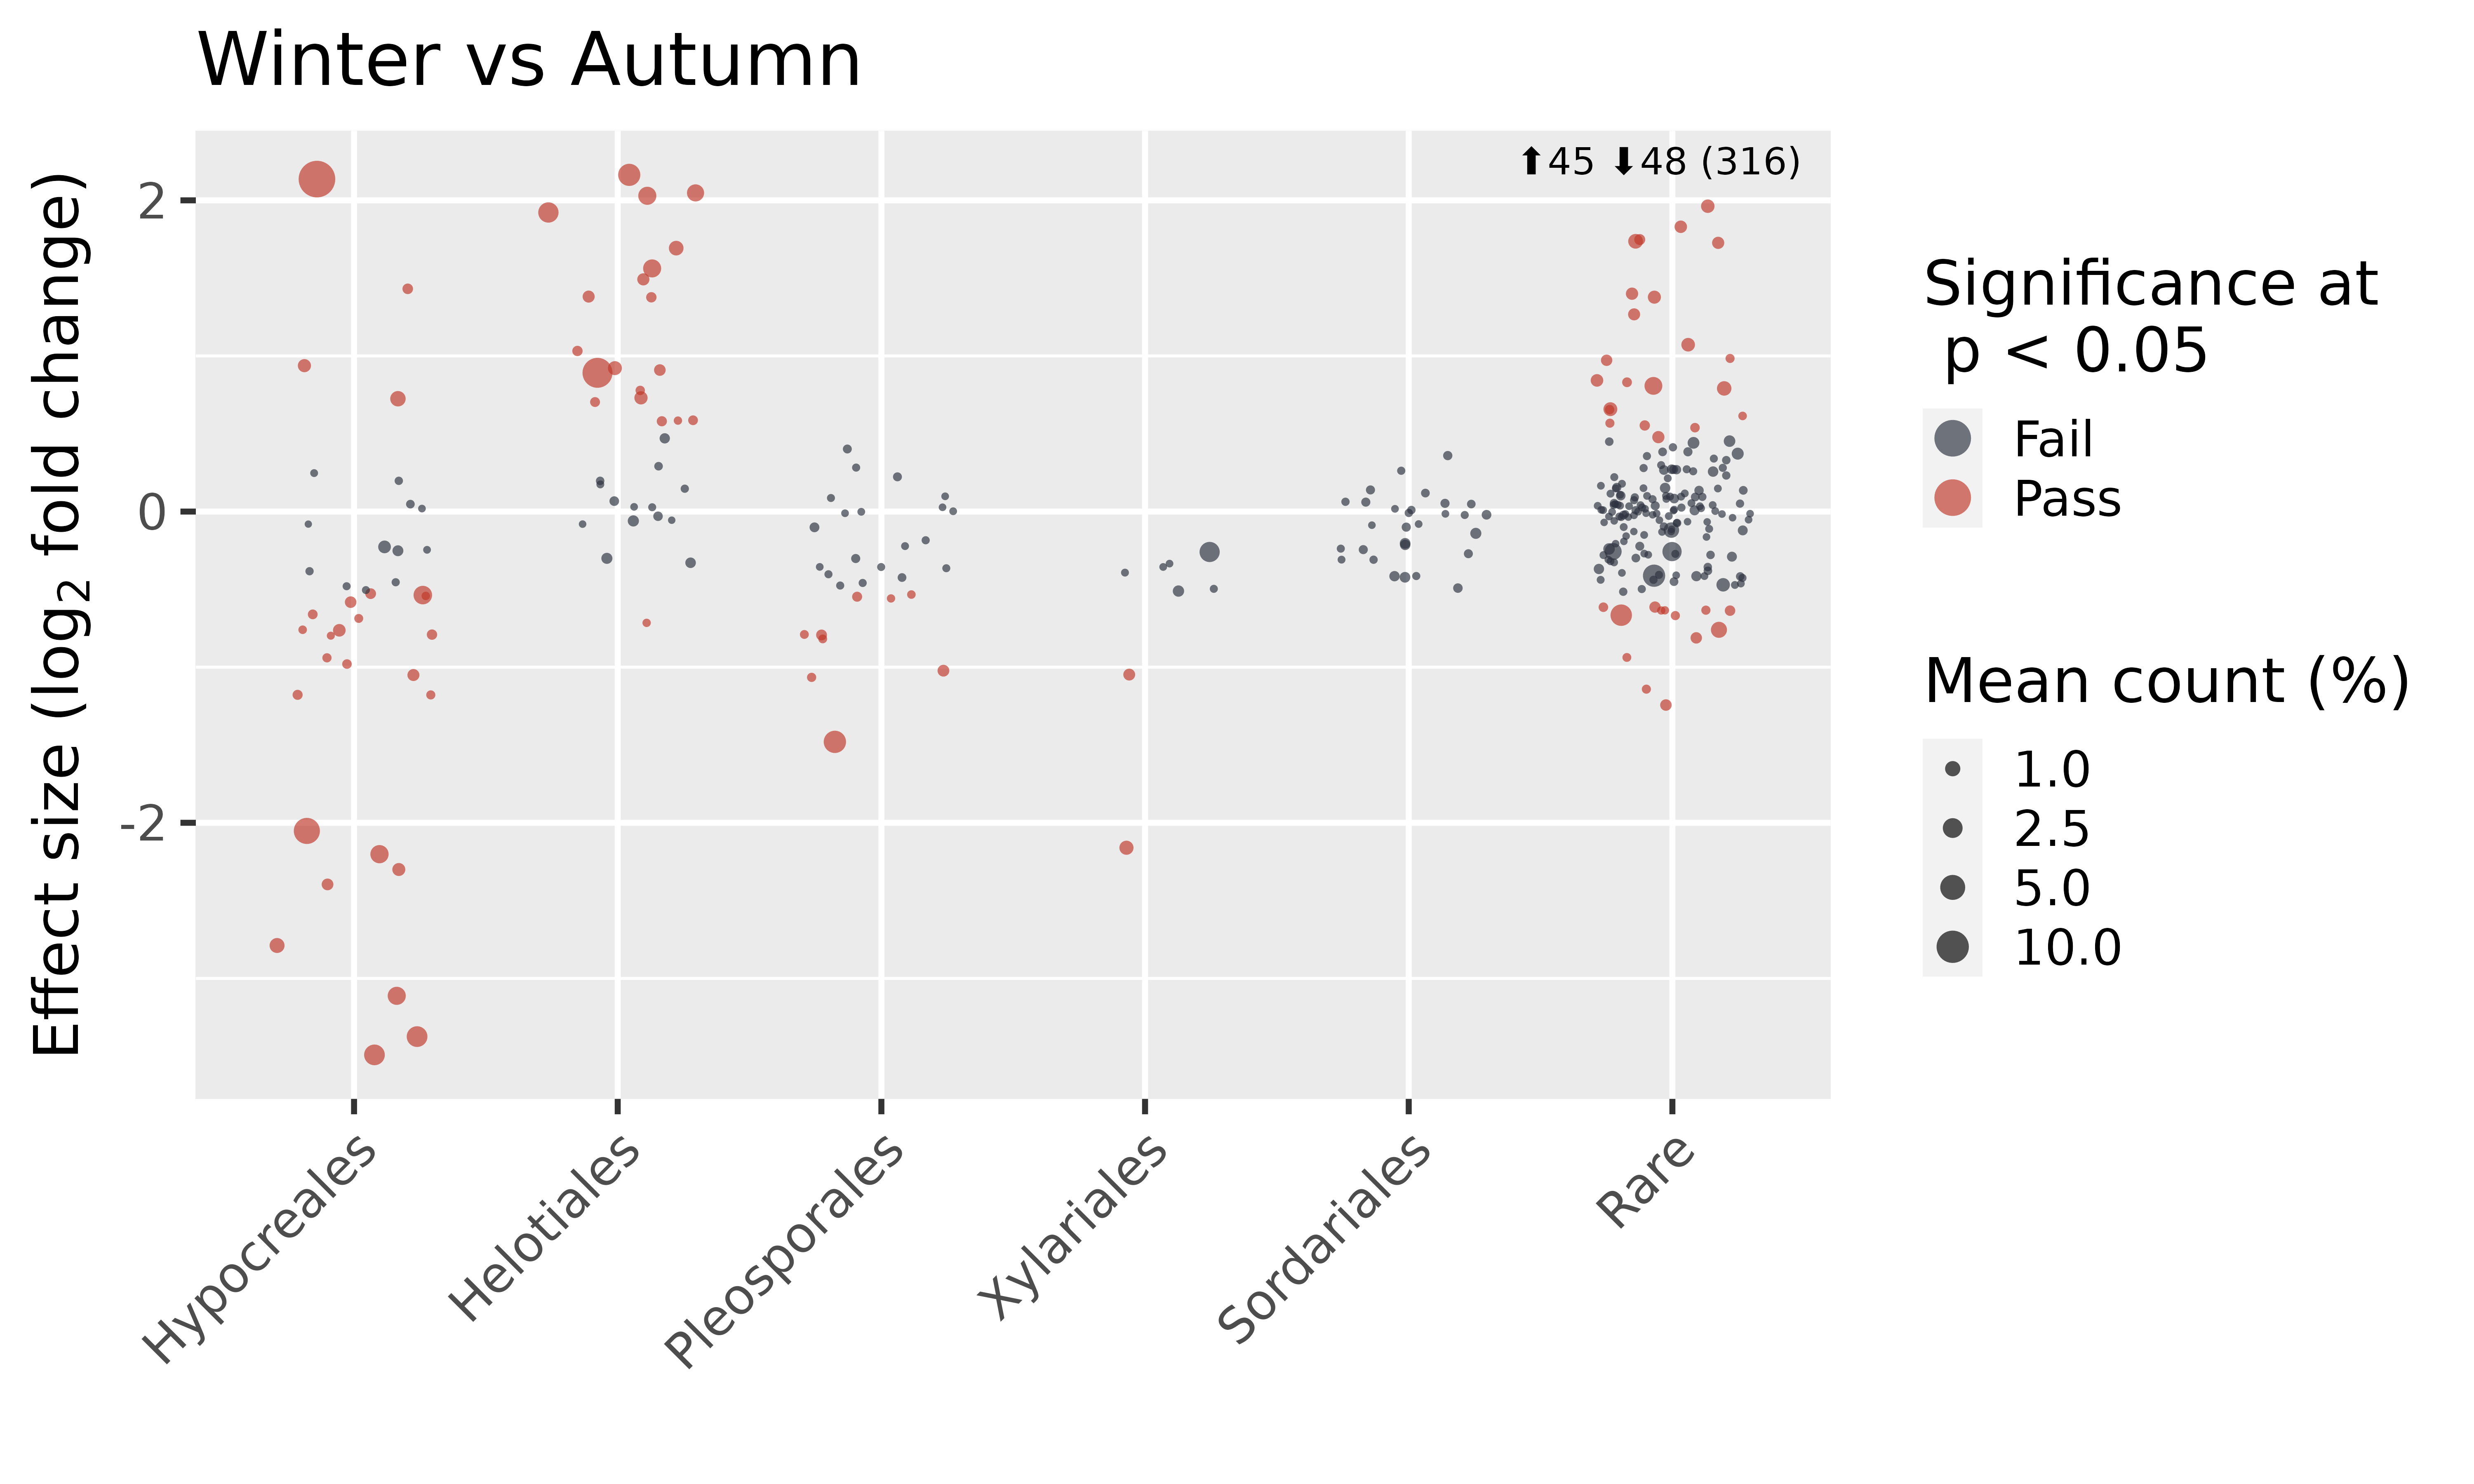 Winter vs Autumn
⬆45 ⬇48 (316)
Effect size (log₂ fold change)
2
0
-2
Hypocreales
Helotiales
Pleosporales
Xylariales
Sordariales
Rare
Significance at
p < 0.05
Fail
Pass
Mean count (%)
1.0
2.5
5.0
10.0